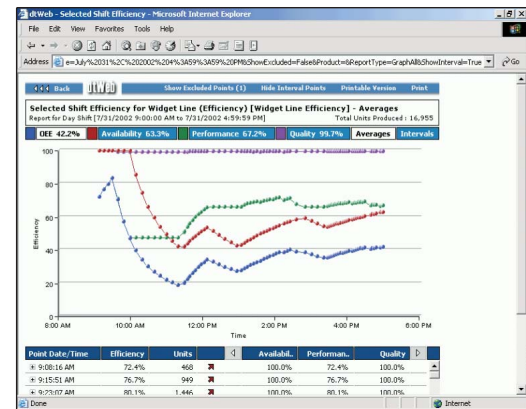 dtWeb - Selected Shift Efficiency - Microsoft Internet Explorer
File Edit View Favorites Tools Help
Address e=July%2031%2C%202002%204%3A59%3A59%20PM&ShowExcluded=False&Product=&ReportType=GraphAll&ShowInterval=True Go
Back dtWeb Show Excluded Points (1) Hide Interval Points Printable Version Print
Selected Shift Efficiency for Widget Line (Efficiency) [Widget Line Efficiency] - Averages
Report for Day Shift [7/31/2002 9:00:00 AM to 7/31/2002 4:59:59 PM] Total Units Produced : 16,955
OEE 42.2% Availability 63.3% Performance 67.2% Quality 99.7% Averages Intervals
100
80
60
40
20
0
Efficiency
8:00 AM 10:00 AM 12:00 PM 2:00 PM 4:00 PM 6:00 PM
Time
Point Date/Time Efficiency Units Availabil.. Performan.. Quality
9:08:16 AM 72.4% 468 100.0% 72.4% 100.0%
9:15:51 AM 76.7% 949 100.0% 76.7% 100.0%
9:23:07 AM 80.1% 1,446 100.0% 80.1% 100.0%
Done Internet